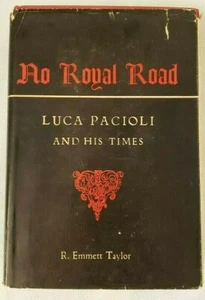 No Royal Road
LUCA PACIOLI
AND HIS TIMES
R. Emmett Taylor